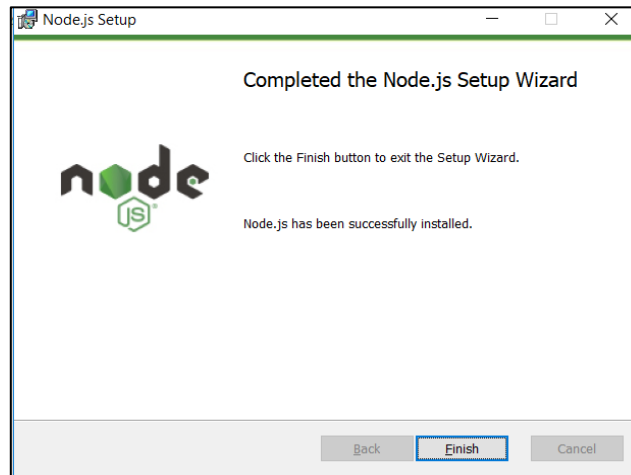 Node.js Setup
Completed the Node.js Setup Wizard
Click the Finish button to exit the Setup Wizard.
node
JS
Node.js has been successfully installed.
Back Finish Cancel